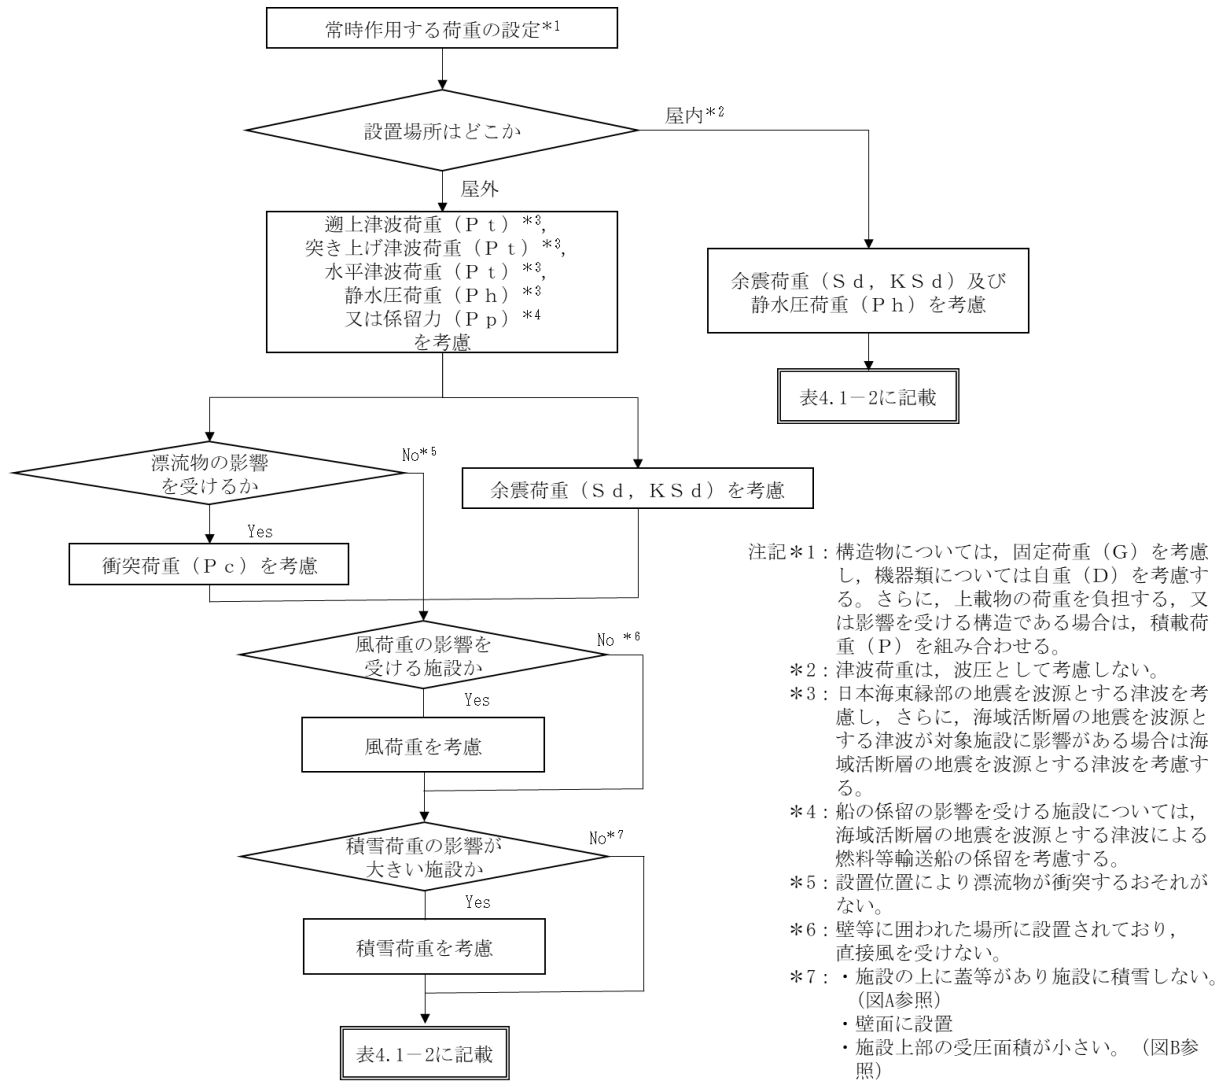 常時作用する荷重の設定*1
設置場所はどこか
屋内*2
屋外
遡上津波荷重（Ｐｔ）*3,
突き上げ津波荷重（Ｐｔ）*3,
水平津波荷重（Ｐｔ）*3,
静水圧荷重（Ｐｈ）*3
又は係留力（Ｐｐ）*4
を考慮
余震荷重（Ｓｄ，ＫＳｄ）及び
静水圧荷重（Ｐｈ）を考慮
表4.1－2に記載
漂流物の影響
を受けるか
No*5
Yes
衝突荷重（Ｐｃ）を考慮
余震荷重（Ｓｄ，ＫＳｄ）を考慮
風荷重の影響を
受ける施設か
No *6
Yes
風荷重を考慮
積雪荷重の影響が
大きい施設か
No*7
Yes
積雪荷重を考慮
表4.1－2に記載
注記＊1：構造物については，固定荷重（Ｇ）を考慮
し，機器類については自重（Ｄ）を考慮す
る。さらに，上載物の荷重を負担する，又
は影響を受ける構造である場合は，積載荷
重（Ｐ）を組み合わせる。
＊2：津波荷重は，波圧として考慮しない。
＊3：日本海東縁部の地震を波源とする津波を考
慮し，さらに，海域活断層の地震を波源と
する津波が対象施設に影響がある場合は海
域活断層の地震を波源とする津波を考慮す
る。
＊4：船の係留の影響を受ける施設については，
海域活断層の地震を波源とする津波による
燃料等輸送船の係留を考慮する。
＊5：設置位置により漂流物が衝突するおそれが
ない。
＊6：壁等に囲われた場所に設置されており，
直接風を受けない。
＊7：・施設の上に蓋等があり施設に積雪しない。
（図A参照）
・壁面に設置
・施設上部の受圧面積が小さい。（図B参
照）